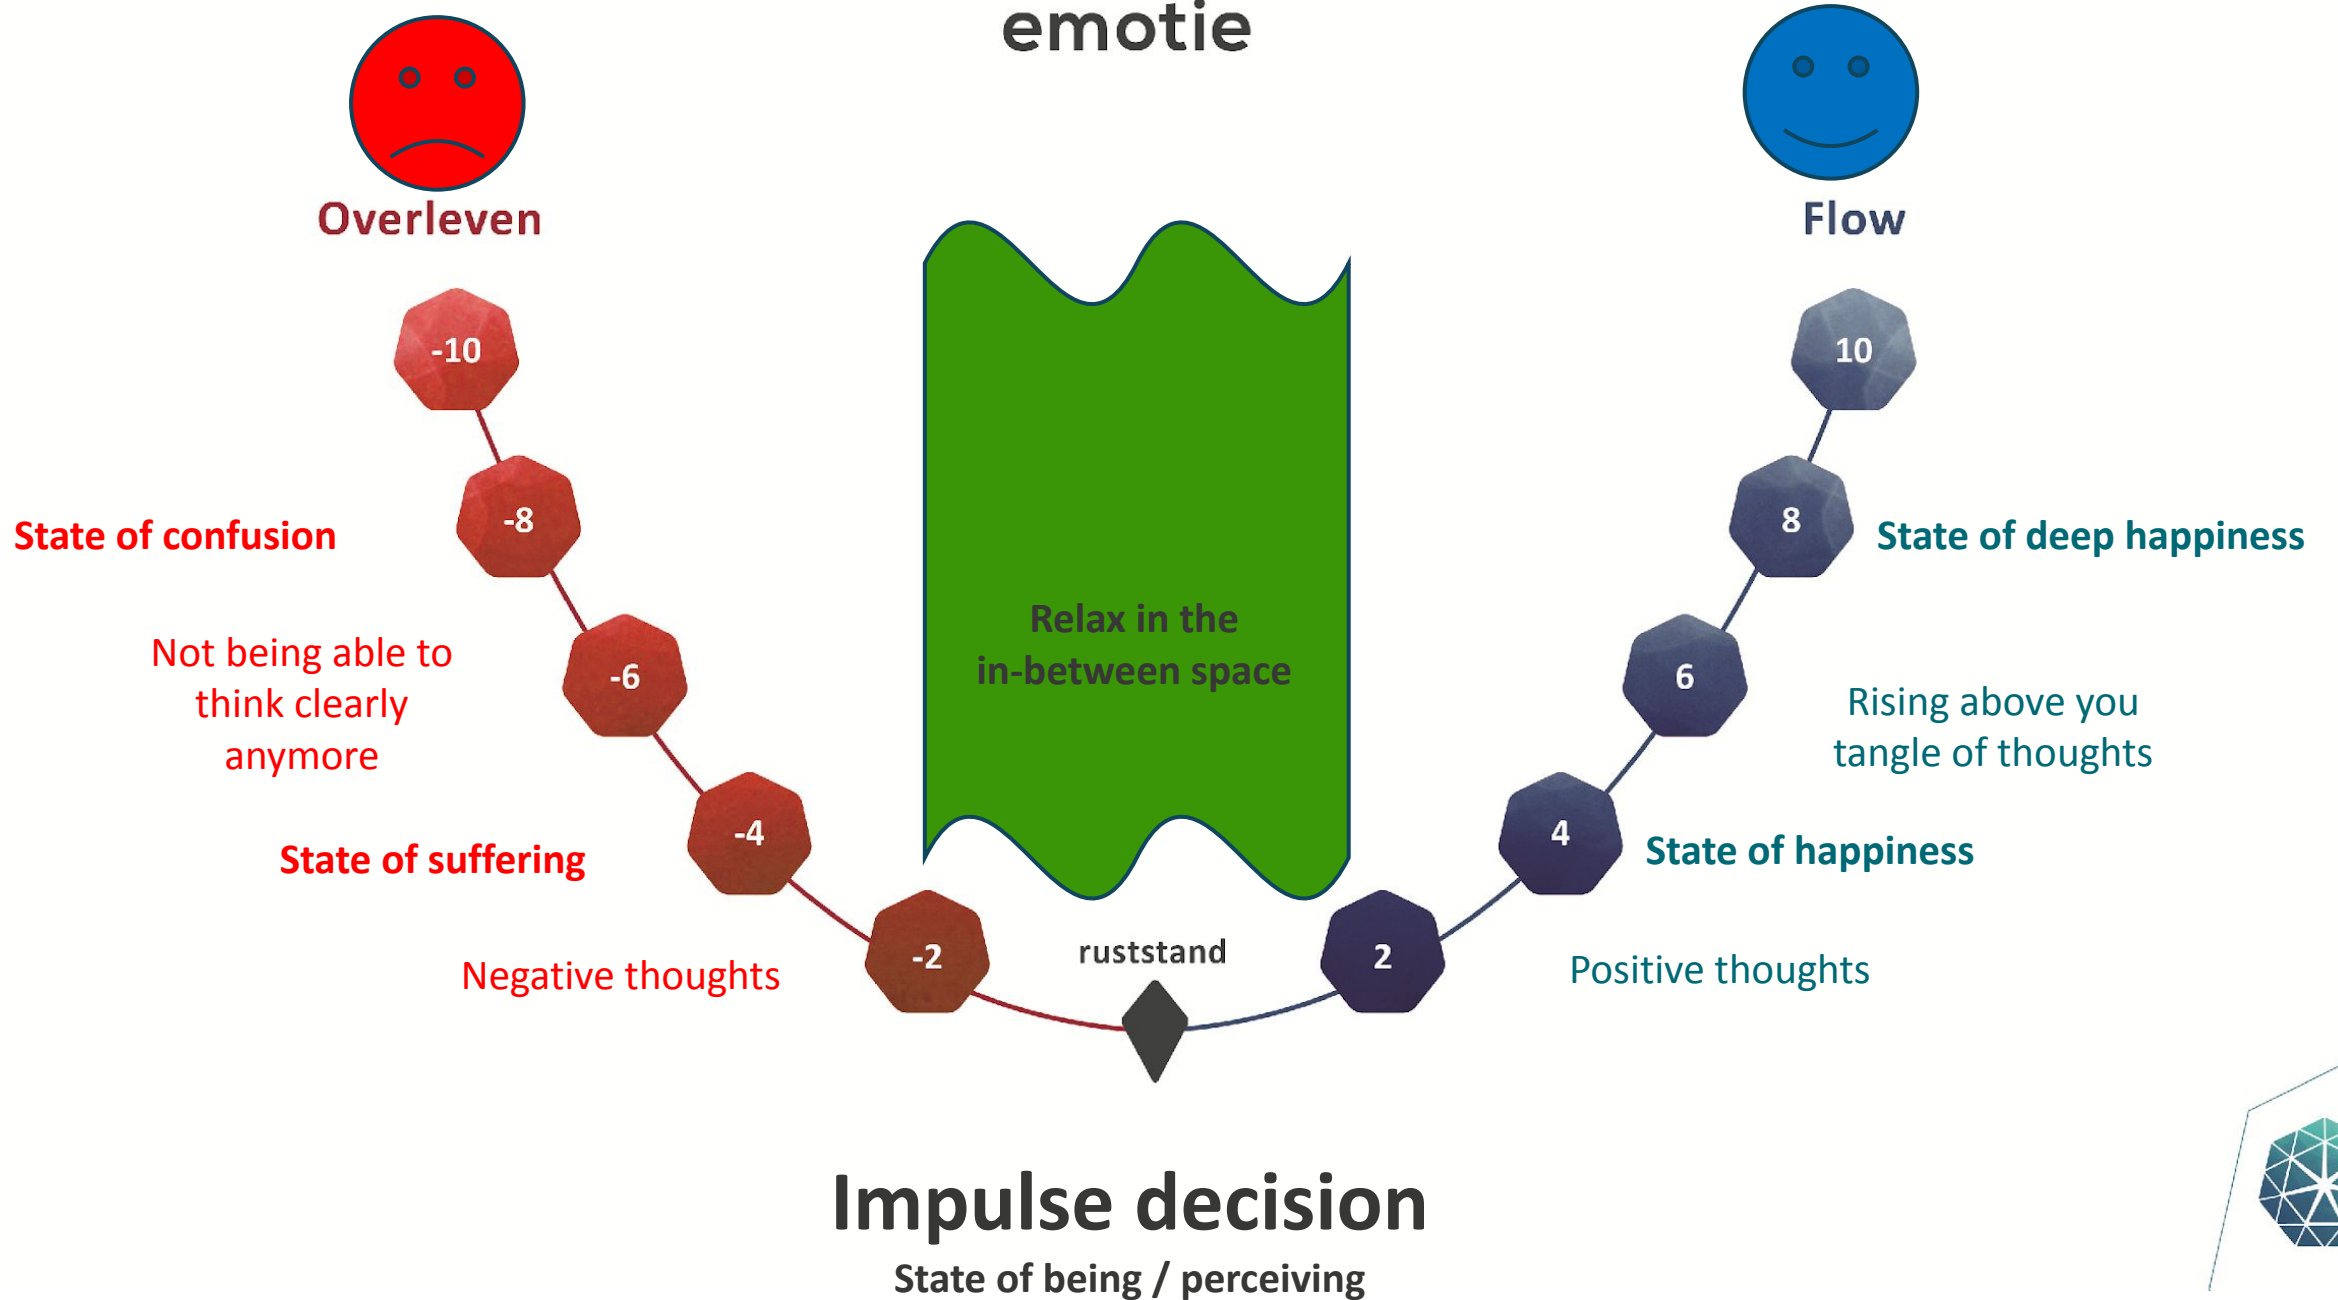 emotie
Overleven
Flow
-10
10
-8
8
State of confusion
State of deep happiness
Relax in the
in-between space
Not being able to
think clearly
anymore
-6
6
Rising above you
tangle of thoughts
-4
4
State of suffering
State of happiness
-2
ruststand
2
Negative thoughts
Positive thoughts
Impulse decision
State of being / perceiving